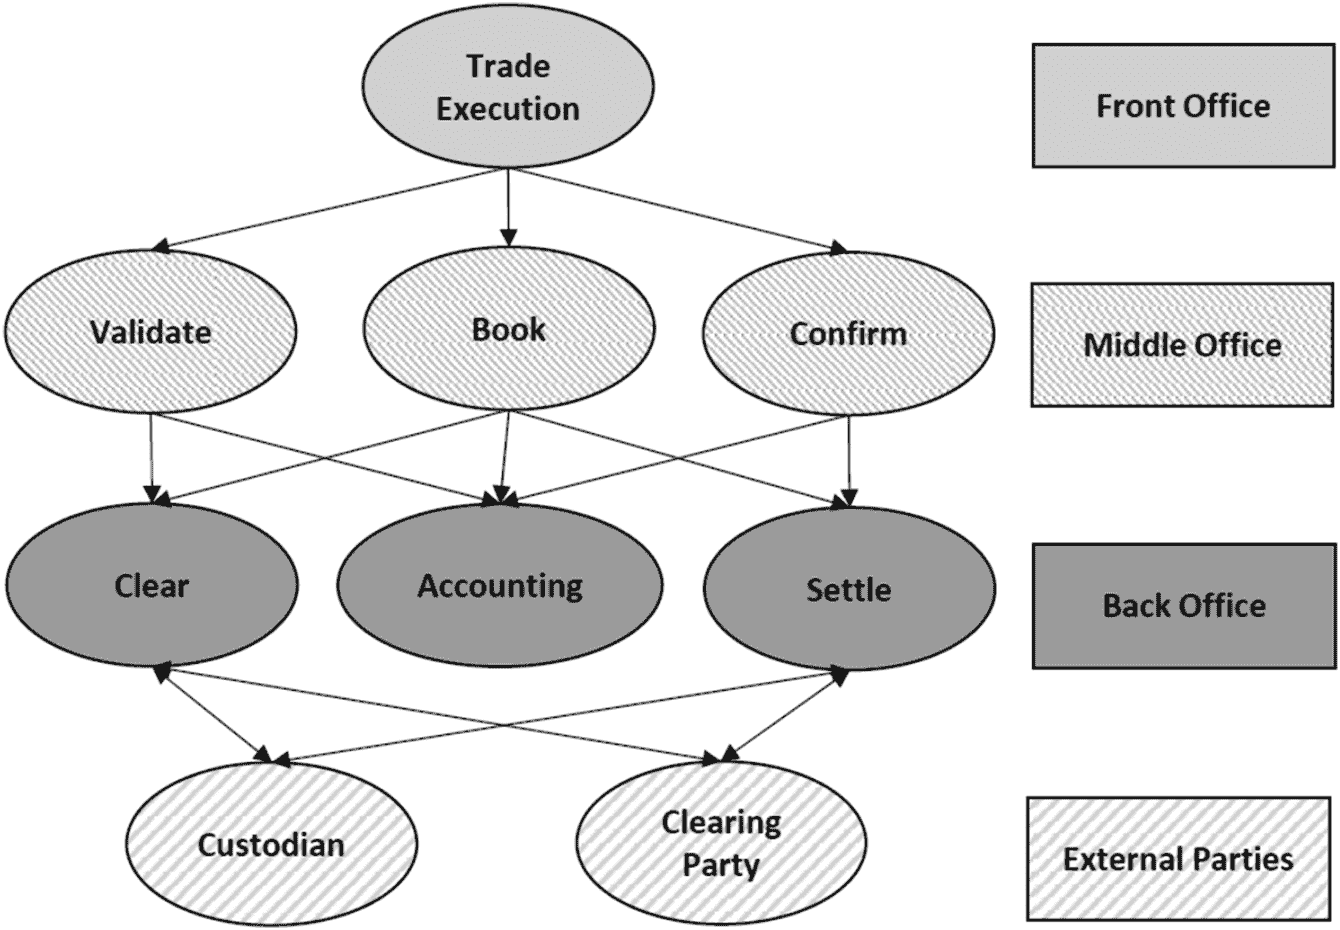 Trade
Execution
Front Office
Validate
Book
Confirm
Middle Office
Clear
Accounting
Settle
Back Office
Custodian
Clearing
Party
External Parties